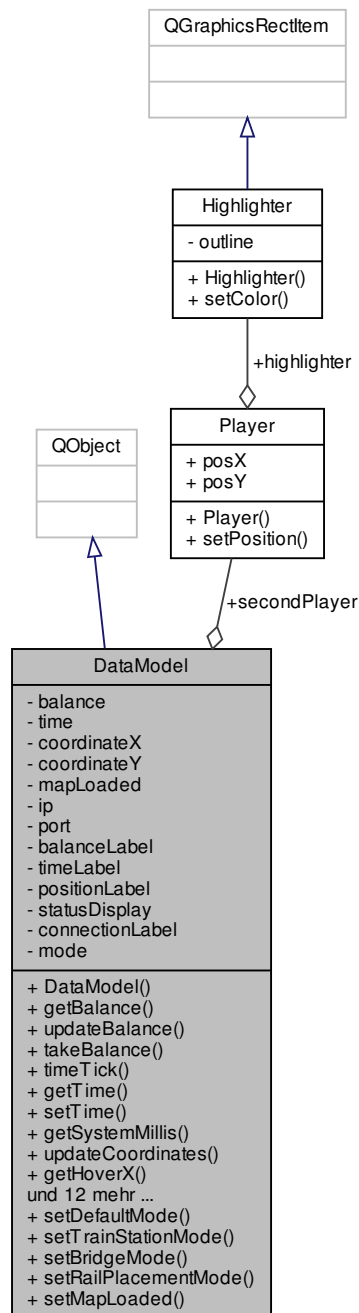 QGraphicsRectItem
Highlighter
- outline
+ Highlighter()
+ setColor()
+highlighter
Player
+ posX
+ posY
+ Player()
+ setPosition()
QObject
+secondPlayer
DataModel
- balance
- time
- coordinateX
- coordinateY
- mapLoaded
- ip
- port
- balanceLabel
- timeLabel
- positionLabel
- statusDisplay
- connectionLabel
- mode
+ DataModel()
+ getBalance()
+ updateBalance()
+ takeBalance()
+ timeTick()
+ getTime()
+ setTime()
+ getSystemMillis()
+ updateCoordinates()
+ getHoverX()
und 12 mehr ...
+ setDefaultMode()
+ setTrainStationMode()
+ setBridgeMode()
+ setRailPlacementMode()
+ setMapLoaded()